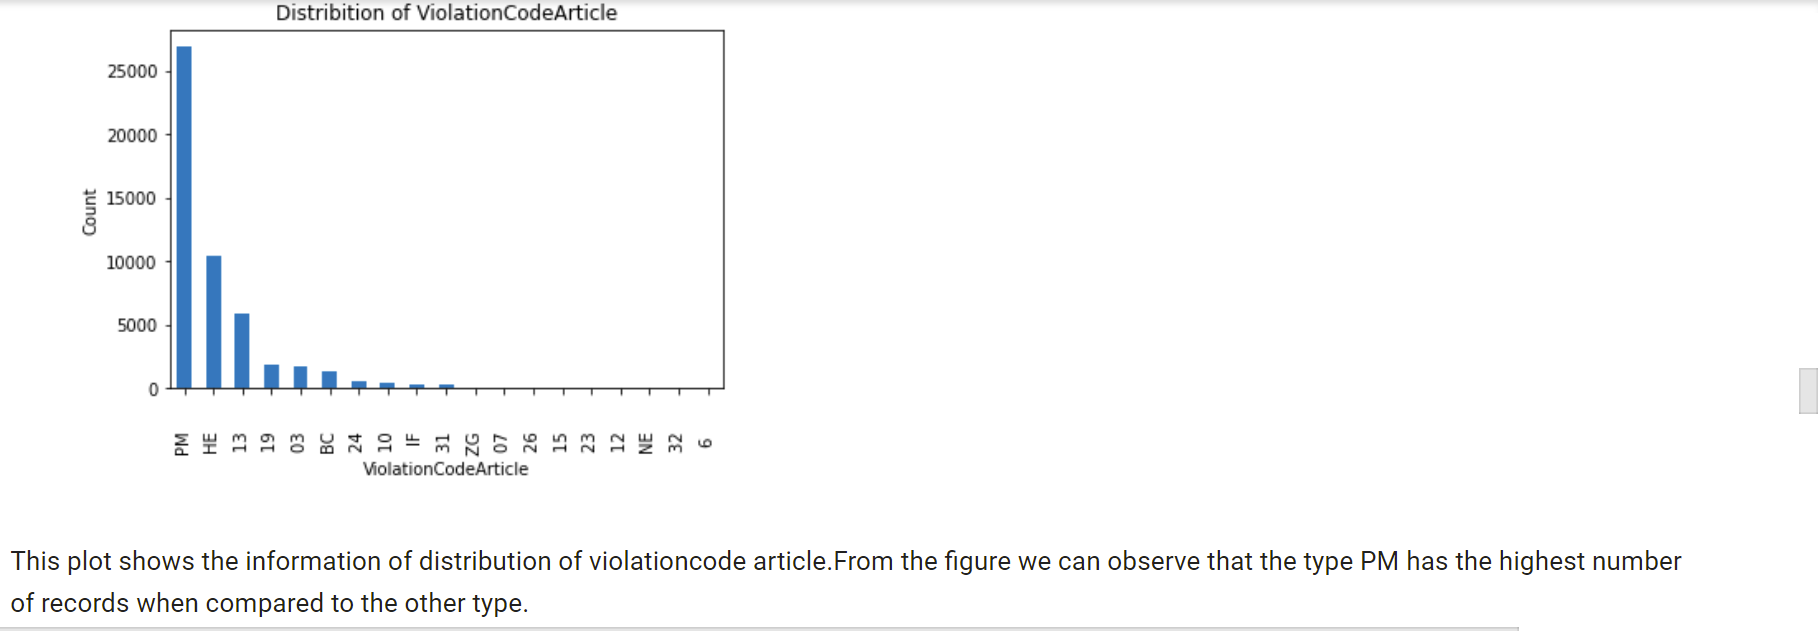 Distribition of ViolationCodeArticle
25000
20000
15000
10000
5000
0
Count
PM HE 13 19 03 BC 24 10 IF 31 ZG 07 26 15 23 12 NE 32 6
ViolationCodeArticle
This plot shows the information of distribution of violationcode article.From the figure we can observe that the type PM has the highest number
of records when compared to the other type.